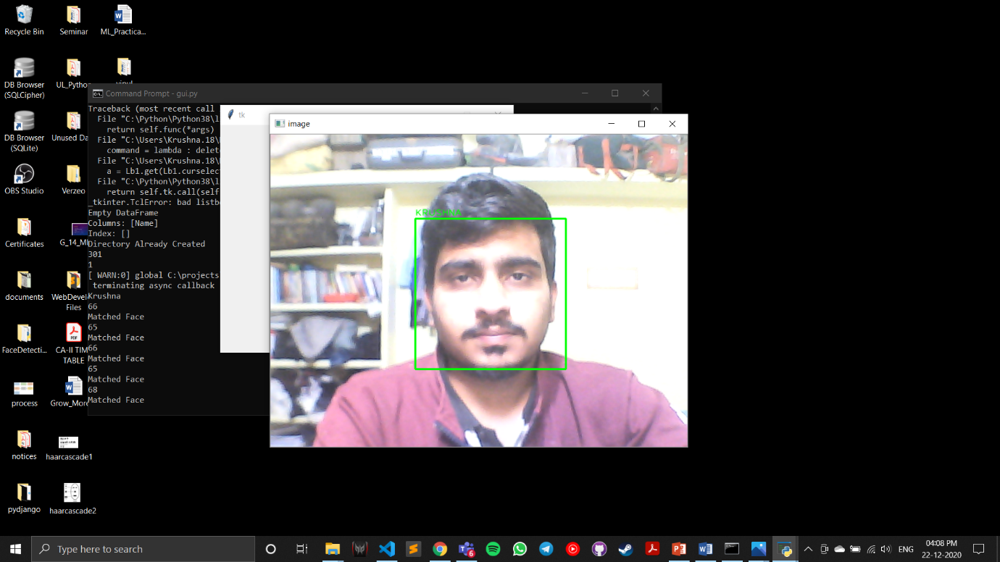 Recycle Bin
Seminar
ML_Practica...
DB Browser
(SQLCipher)
UL_Pytho
DB Browser
(SQLite)
Unused Da
OBS Studio
Verzeo
Certificates
G_14_M
documents
WebDevel
Files
FaceDetecti...
CA-II TIM
TABLE
process
Grow_More
notices
haarcascade1
pydjango
haarcascade2
Command Prompt - gui.py
Traceback (most recent call
File "C:\Python\Python38\l
return self.func(*args)
File "C:\Users\Krushna.18\
command = lambda : delet
File "C:\Users\Krushna.18\
a = Lb1.get(Lb1.curselec
File "C:\Python\Python38\l
return self.tk.call(self
_tkinter.TclError: bad listb
Empty DataFrame
Columns: [Name]
Index: []
Directory Already Created
301
1
[ WARN:0] global C:\projects
terminating async callback
Krushna
66
Matched Face
65
Matched Face
66
Matched Face
65
Matched Face
68
Matched Face
tk
image
KRUSHNA
Type here to search
6
ENG
04:08 PM
22-12-2020